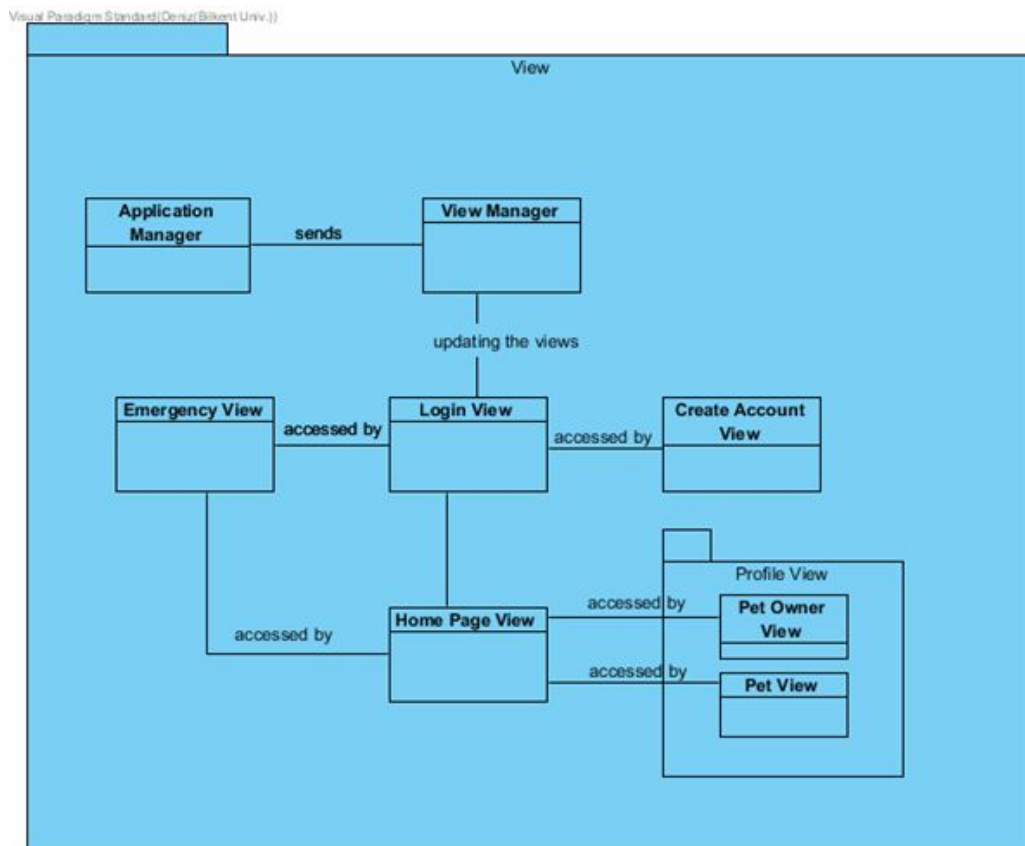 Visual Paradigm Standard(Deniz(Bilkent Univ.))
View
Application
Manager
sends
View Manager
updating the views
Emergency View
accessed by
Login View
accessed by
Create Account
View
accessed by
Home Page View
accessed by
accessed by
Profile View
Pet Owner
View
Pet View